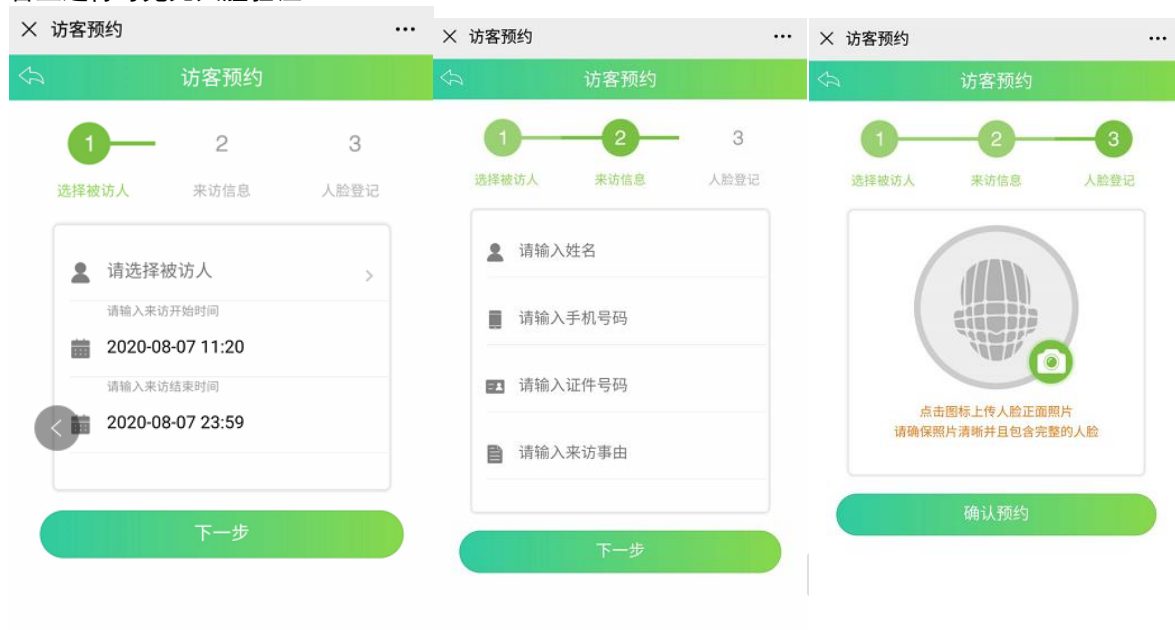 访客预约
访客预约
1
2
3
选择被访人
来访信息
人脸登记
请选择被访人
请输入来访开始时间
2020-08-07 11:20
请输入来访结束时间
2020-08-07 23:59
下一步
访客预约
访客预约
1
2
3
选择被访人
来访信息
人脸登记
请输入姓名
请输入手机号码
请输入证件号码
请输入来访事由
下一步
访客预约
访客预约
1
2
3
选择被访人
来访信息
人脸登记
点击图标上传人脸正面照片
请确保照片清晰并且包含完整的人脸
确认预约